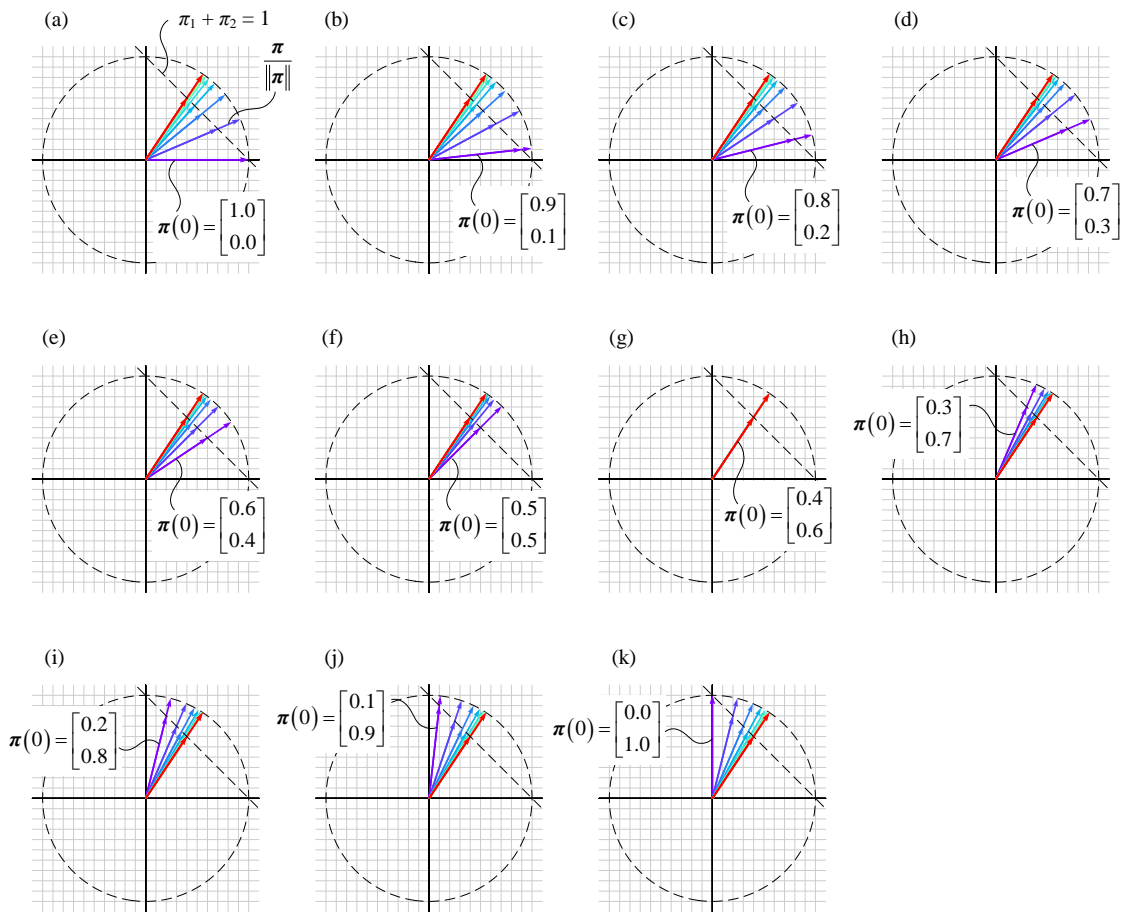 (a)
π₁ + π₂ = 1
π
‖π‖
π(0) = [1.0
0.0]
(b)
π(0) = [0.9
0.1]
(c)
π(0) = [0.8
0.2]
(d)
π(0) = [0.7
0.3]
(e)
π(0) = [0.6
0.4]
(f)
π(0) = [0.5
0.5]
(g)
π(0) = [0.4
0.6]
(h)
π(0) = [0.3
0.7]
(i)
π(0) = [0.2
0.8]
(j)
π(0) = [0.1
0.9]
(k)
π(0) = [0.0
1.0]